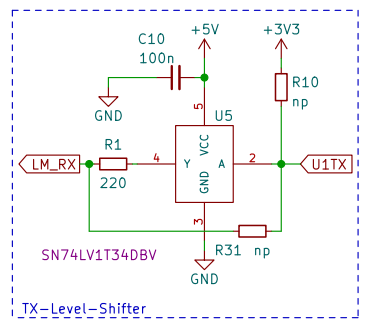 +5V
+3V3
C10
100n
R10
np
GND
U5
5
VCC
R1
LM_RX
4
Y
A
2
U1TX
220
GND
3
R31 np
SN74LV1T34DBV
GND
TX-Level-Shifter